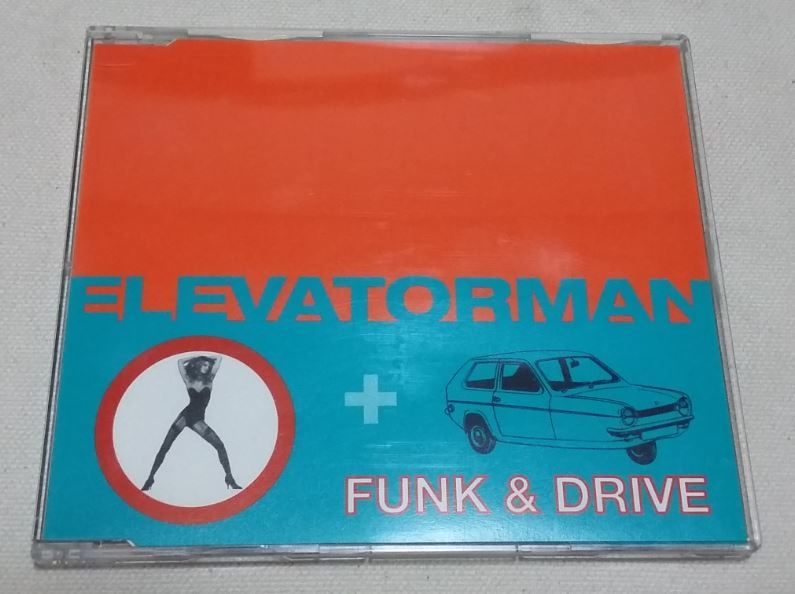 ELEVATORMAN
+
FUNK & DRIVE